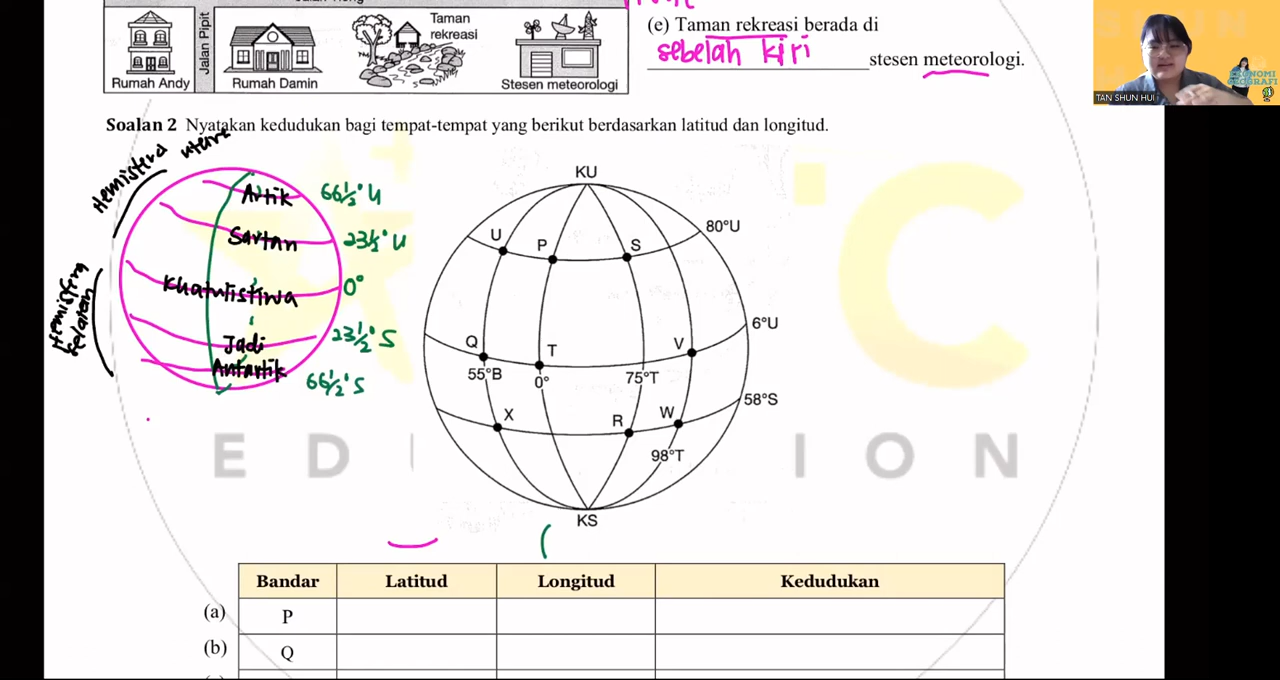 Taman
rekreasi
Jalan Pipit
Rumah Andy
Rumah Damin
Stesen meteorologi
(e) Taman rekreasi berada di
sebelah kiri stesen meteorologi.
TAN SHUN HUI
EKONOMI
GEOGRAFI
Soalan 2 Nyatakan kedudukan bagi tempat-tempat yang berikut berdasarkan latitud dan longitud.
Hemisfera utara
Hemisfera
Selatan
Artik 66½° U
Sartan 23½° U
Khatulistiwa 0°
Jadi 23½° S
Antartik 66½° S
KU
80°U
U P S
6°U
Q T V
55°B 0° 75°T
58°S
X R W
98°T
KS
EDUCATION
Bandar Latitud Longitud Kedudukan
(a) P
(b) Q